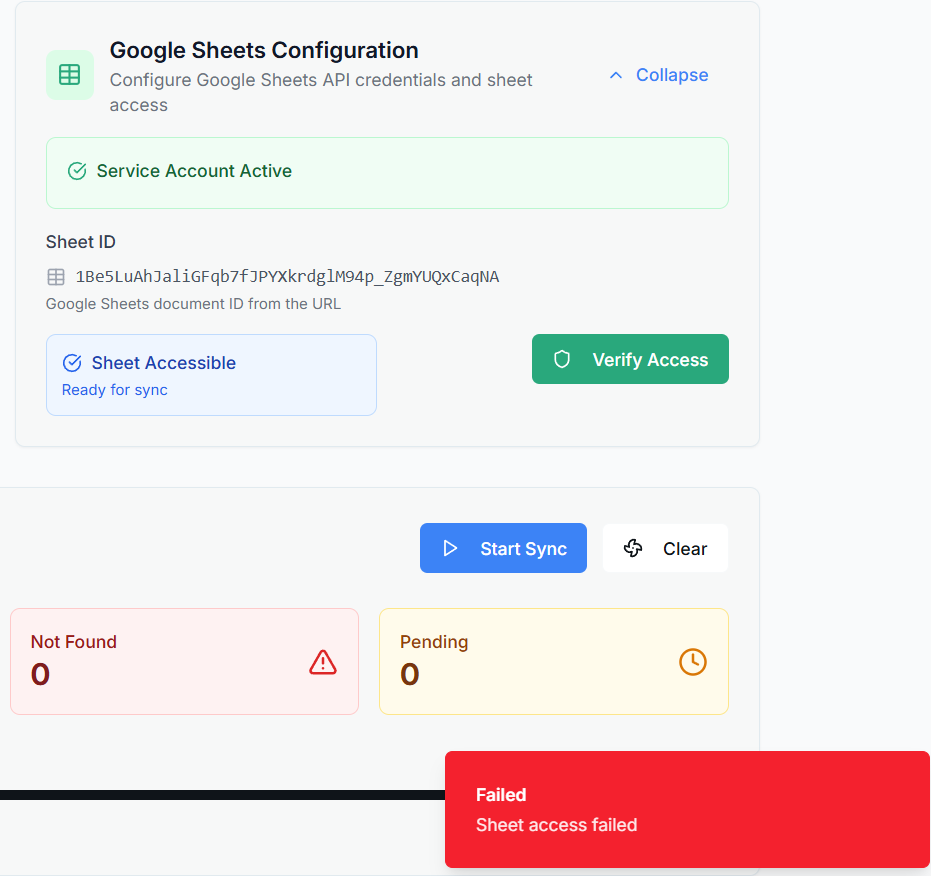 Google Sheets Configuration
Configure Google Sheets API credentials and sheet
access
Collapse
Service Account Active
Sheet ID
1Be5LuAhJaliGFqb7fJPYXkrdglM94p_ZgmYUQxCaqNA
Google Sheets document ID from the URL
Sheet Accessible
Ready for sync
Verify Access
Start Sync
Clear
Not Found
0
Pending
0
Failed
Sheet access failed